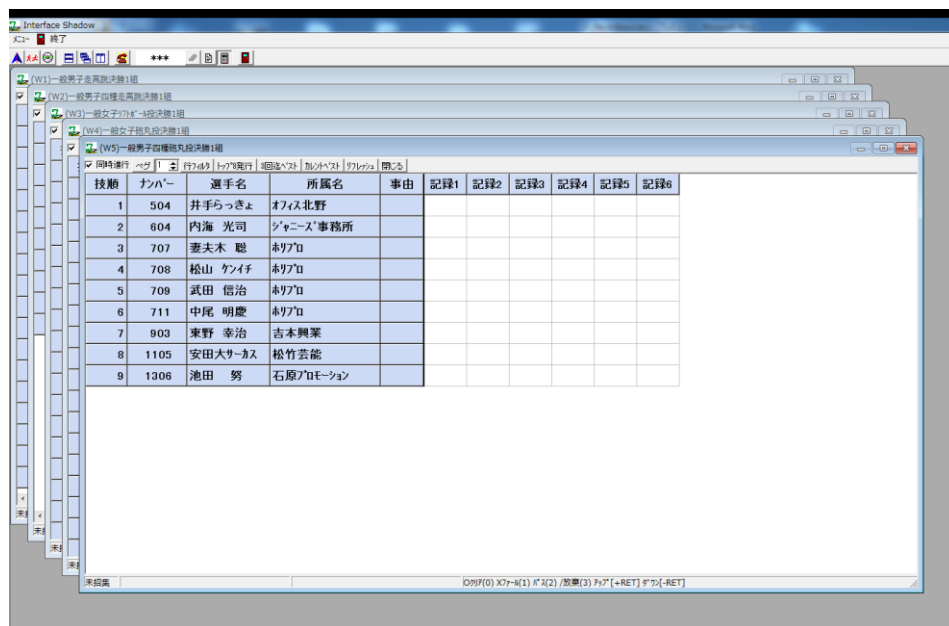 Interface Shadow
ﾒﾆｭｰ 終了
***
(W1)一般男子走高跳決勝1組
(W2)一般男子四種走高跳決勝1組
(W3)一般女子ｿﾌﾄﾎﾞｰﾙ投決勝1組
(W4)一般女子砲丸投決勝1組
(W5)一般男子四種砲丸投決勝1組
同時進行 ﾍﾟｸﾞ 1 行ﾌｨﾙﾀ ﾄｯﾌﾟ8発行 3回迄ﾍﾞｽﾄ ｶﾚﾝﾄﾍﾞｽﾄ ﾘﾌﾚｯｼｭ 閉じる
技順 ﾅﾝﾊﾞｰ 選手名 所属名 事由 記録1 記録2 記録3 記録4 記録5 記録6
1 504 井手らっきょ ｵﾌｨｽ北野
2 604 内海 光司 ｼﾞｬﾆｰｽﾞ事務所
3 707 妻夫木 聡 ﾎﾘﾌﾟﾛ
4 708 松山 ｹﾝｲﾁ ﾎﾘﾌﾟﾛ
5 709 武田 信治 ﾎﾘﾌﾟﾛ
6 711 中尾 明慶 ﾎﾘﾌﾟﾛ
7 903 東野 幸治 吉本興業
8 1105 安田大ｻｰｶｽ 松竹芸能
9 1306 池田 努 石原ﾌﾟﾛﾓｰｼｮﾝ
未招集 Oｸﾘｱ(0) Xﾌｧｰﾙ(1) ﾊﾟｽ(2) /放棄(3) ｱｯﾌﾟ[+RET] ﾀﾞｳﾝ[-RET]